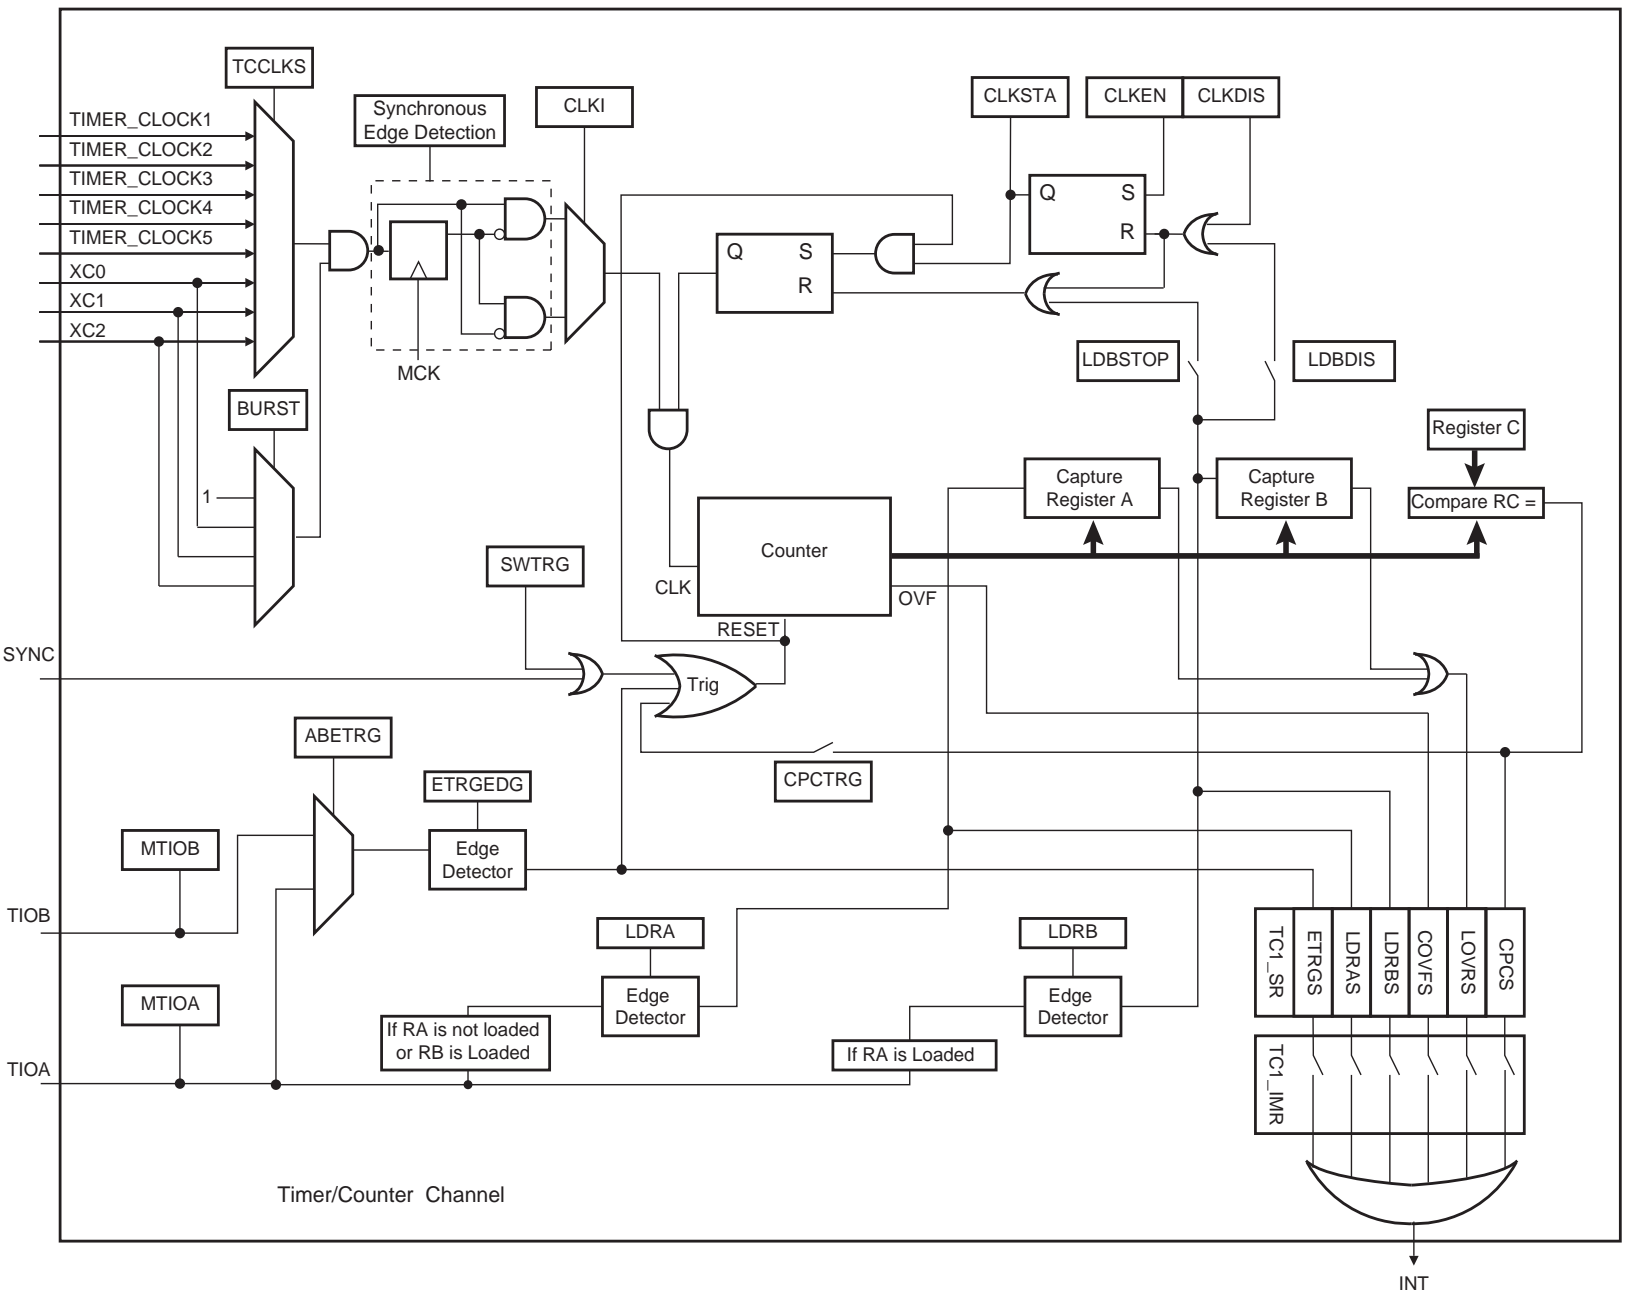 TCCLKS
TIMER_CLOCK1
TIMER_CLOCK2
TIMER_CLOCK3
TIMER_CLOCK4
TIMER_CLOCK5
XC0
XC1
XC2
Synchronous
Edge Detection
CLKI
MCK
BURST
1
CLKSTA
CLKEN
CLKDIS
Q
S
R
Q
S
R
LDBSTOP
LDBDIS
Register C
Capture
Register A
Capture
Register B
Compare RC =
Counter
CLK
OVF
RESET
SWTRG
SYNC
Trig
ABETRG
CPCTRG
ETRGEDG
MTIOB
Edge
Detector
TIOB
LDRA
LDRB
MTIOA
Edge
Detector
Edge
Detector
If RA is not loaded
or RB is Loaded
If RA is Loaded
TIOA
TC1_SR
ETRGS
LDRAS
LDRBS
COVFS
LOVRS
CPCS
TC1_IMR
Timer/Counter Channel
INT